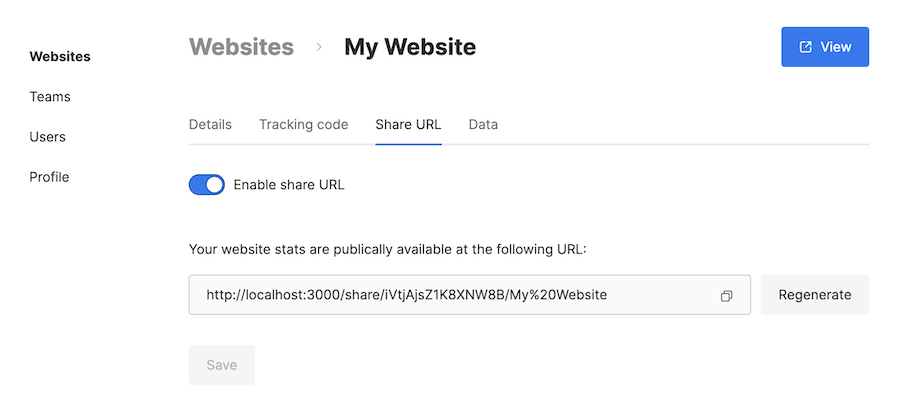 Websites
Teams
Users
Profile
Websites > My Website
View
Details Tracking code Share URL Data
Enable share URL
Your website stats are publically available at the following URL:
http://localhost:3000/share/iVtjAjsZ1K8XNW8B/My%20Website
Regenerate
Save